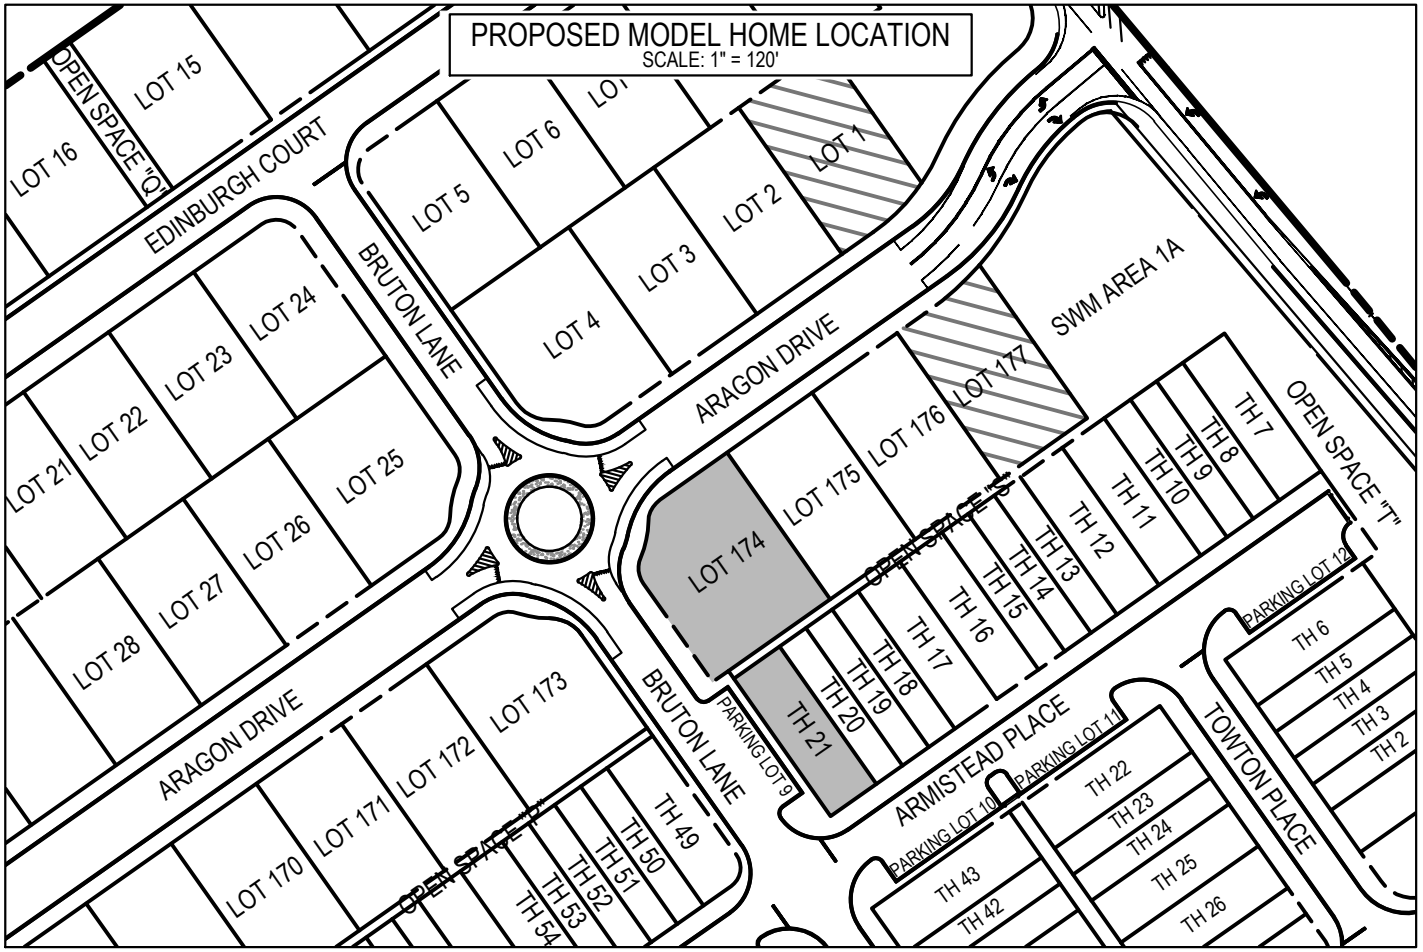 PROPOSED MODEL HOME LOCATION
SCALE: 1" = 120'
LOT 15
OPEN SPACE "Q"
LOT 16
EDINBURGH COURT
LOT 6
LOT 5
LOT 1
LOT 2
LOT 3
LOT 4
BRUTON LANE
LOT 24
LOT 23
LOT 22
LOT 21
LOT 25
LOT 26
LOT 27
LOT 28
ARAGON DRIVE
SWM AREA 1A
LOT 177
LOT 176
LOT 175
LOT 174
OPEN SPACE "S"
OPEN SPACE "T"
TH 7
TH 8
TH 9
TH 10
TH 11
TH 12
TH 13
TH 14
TH 15
TH 16
TH 17
TH 18
TH 19
TH 20
TH 21
PARKING LOT 12
PARKING LOT 9
TH 6
TH 5
TH 4
TH 3
TH 2
ARAGON DRIVE
LOT 173
LOT 172
LOT 171
LOT 170
BRUTON LANE
OPEN SPACE "P"
TH 49
TH 50
TH 51
TH 52
TH 53
TH 54
ARMISTEAD PLACE
PARKING LOT 11
PARKING LOT 10
TOWTON PLACE
TH 22
TH 23
TH 24
TH 25
TH 26
TH 43
TH 42